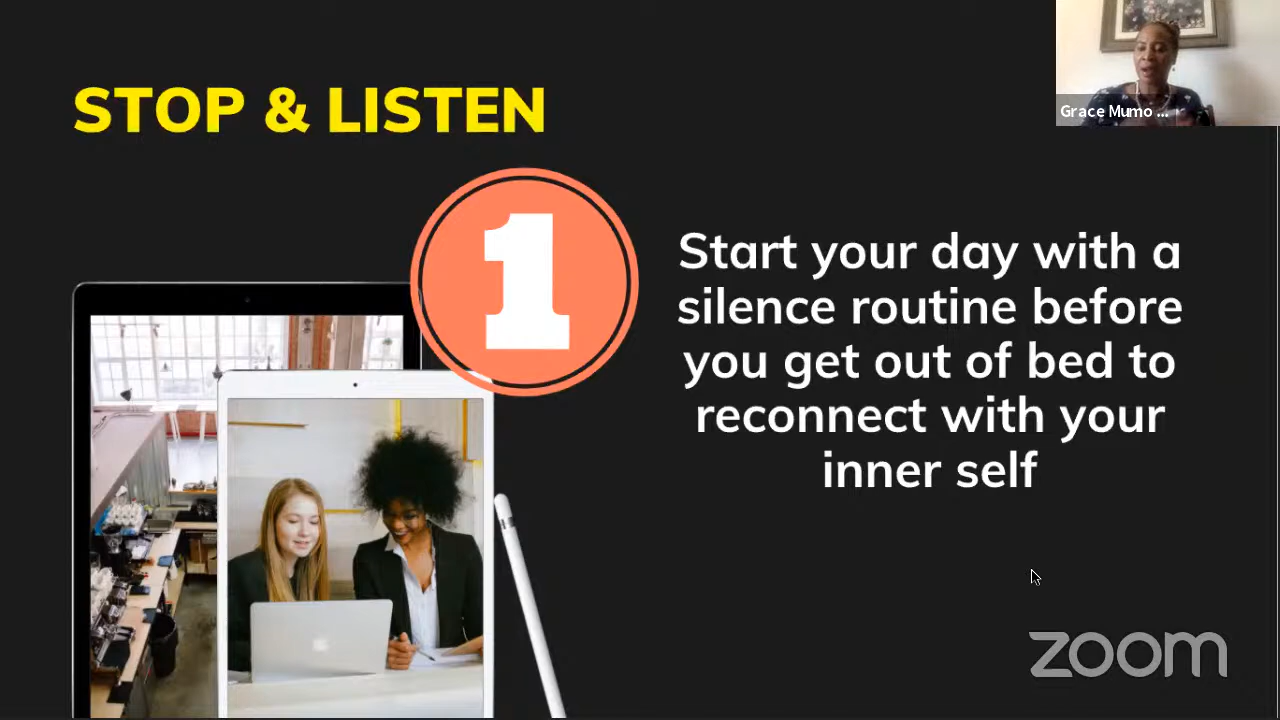 STOP & LISTEN
Grace Mumo ...
1
Start your day with a
silence routine before
you get out of bed to
reconnect with your
inner self
zoom